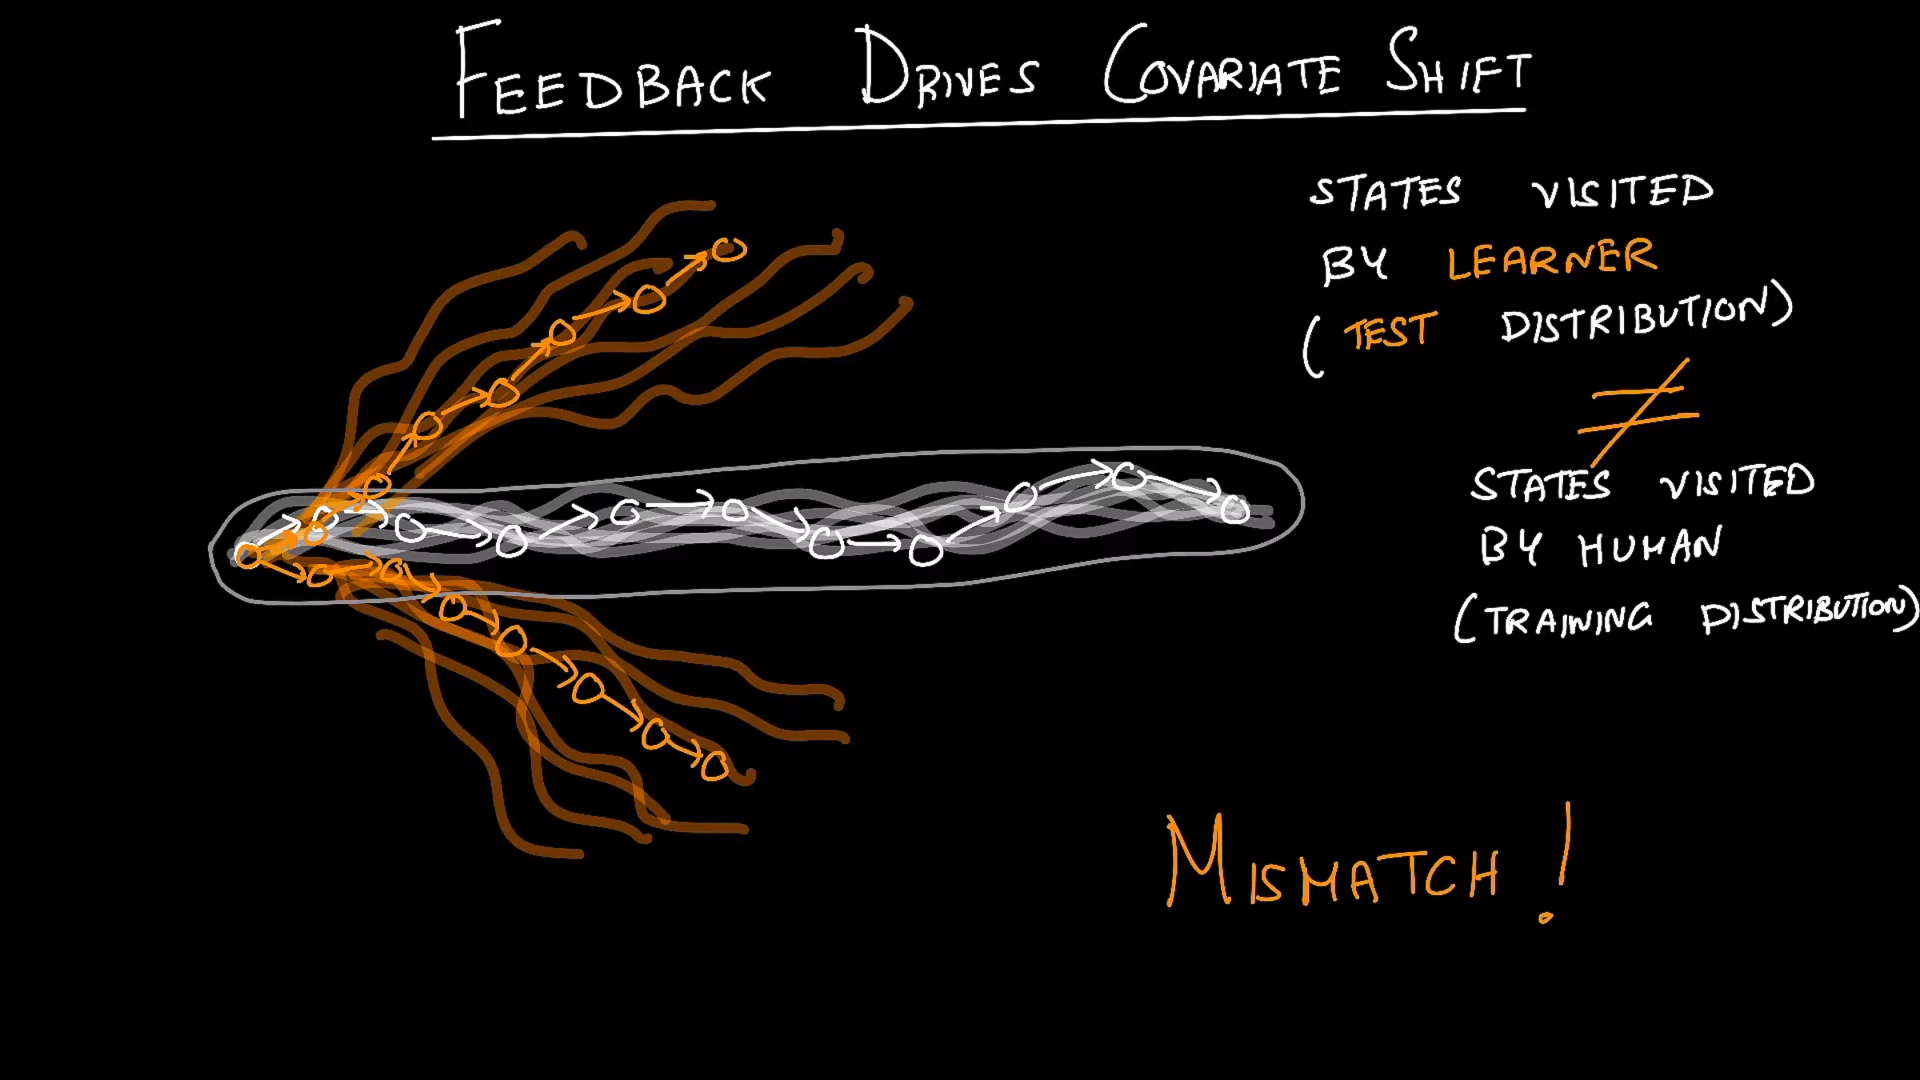 FEEDBACK DRIVES COVARIATE SHIFT
STATES VISITED
BY LEARNER
(TEST DISTRIBUTION)
≠
STATES VISITED
BY HUMAN
(TRAINING DISTRIBUTION)
MISMATCH!